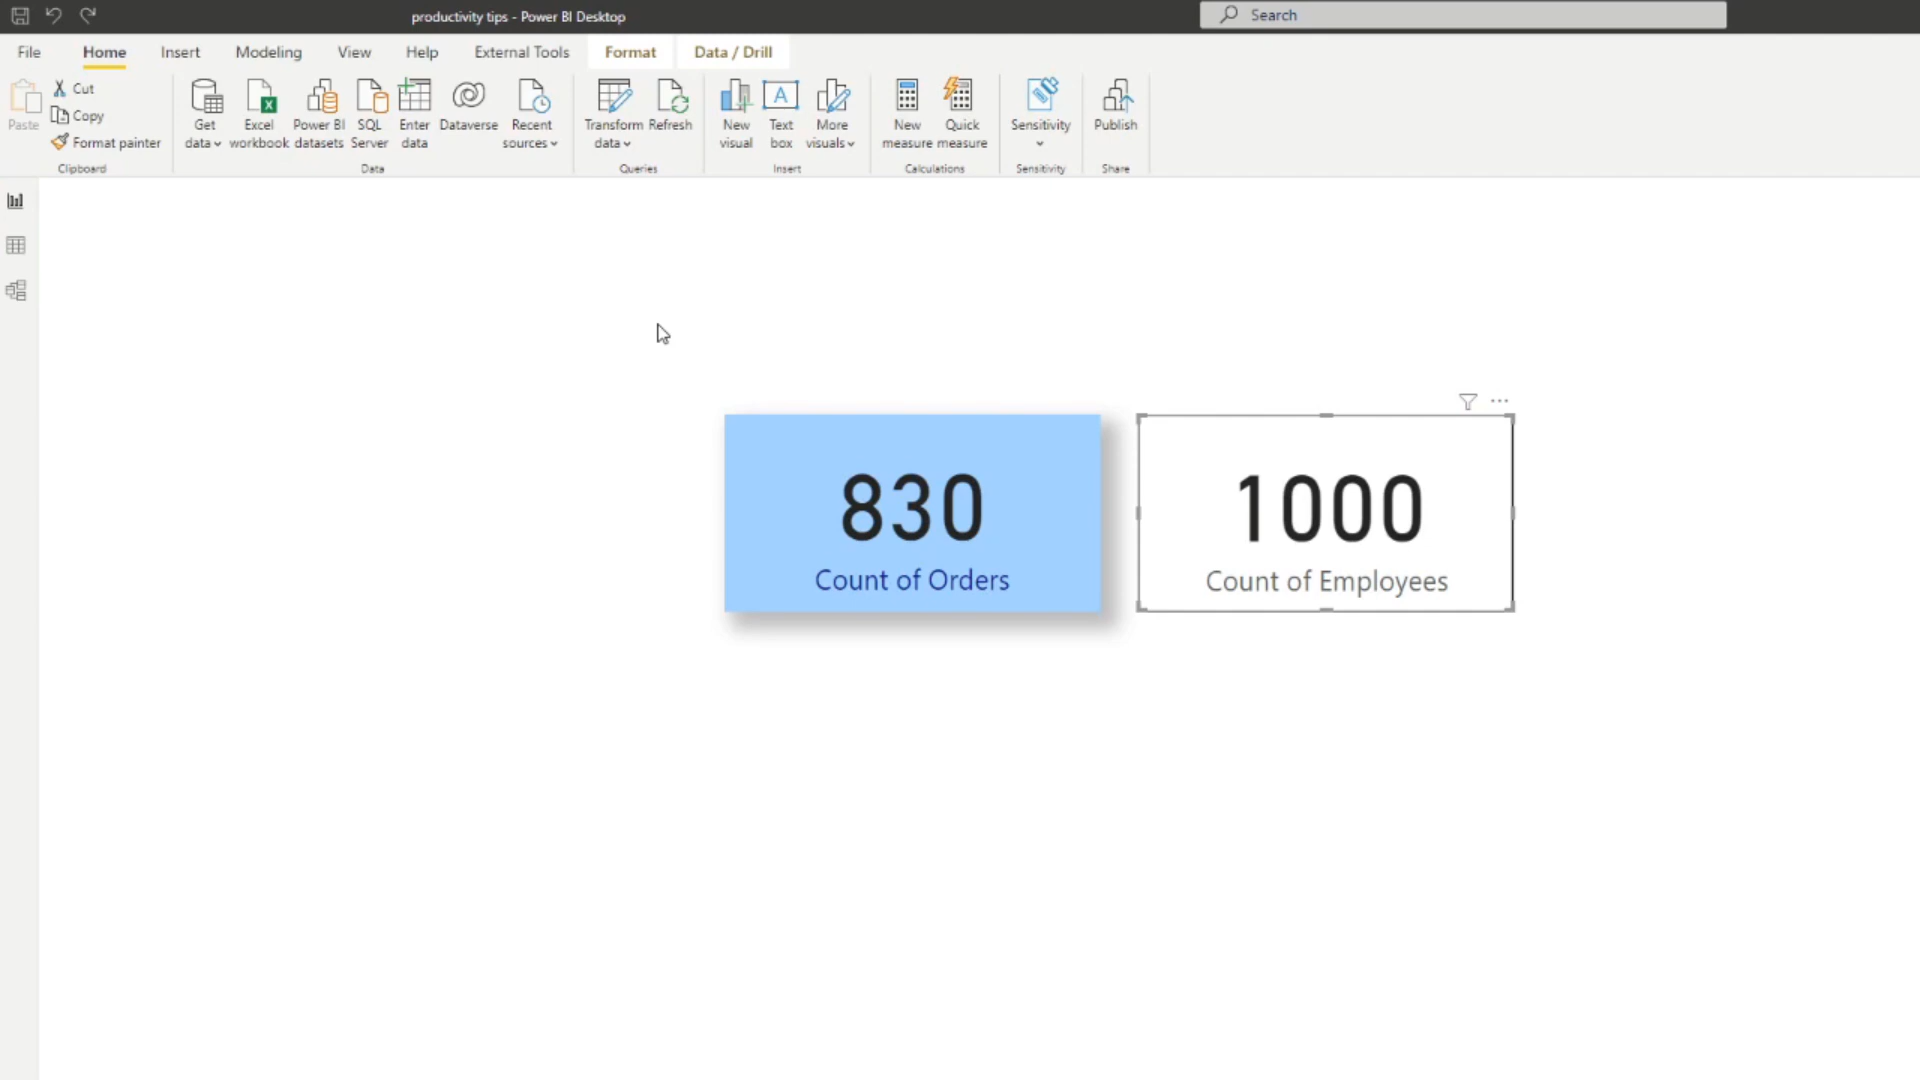 productivity tips - Power BI Desktop
Search
File Home Insert Modeling View Help External Tools Format Data / Drill
Paste
Cut
Copy
Format painter
Clipboard
Get data
Excel workbook
Power BI datasets
SQL Server
Enter data
Dataverse
Recent sources
Data
Transform data
Refresh
Queries
New visual
Text box
More visuals
Insert
New measure
Quick measure
Calculations
Sensitivity
Sensitivity
Publish
Share
830
Count of Orders
1000
Count of Employees